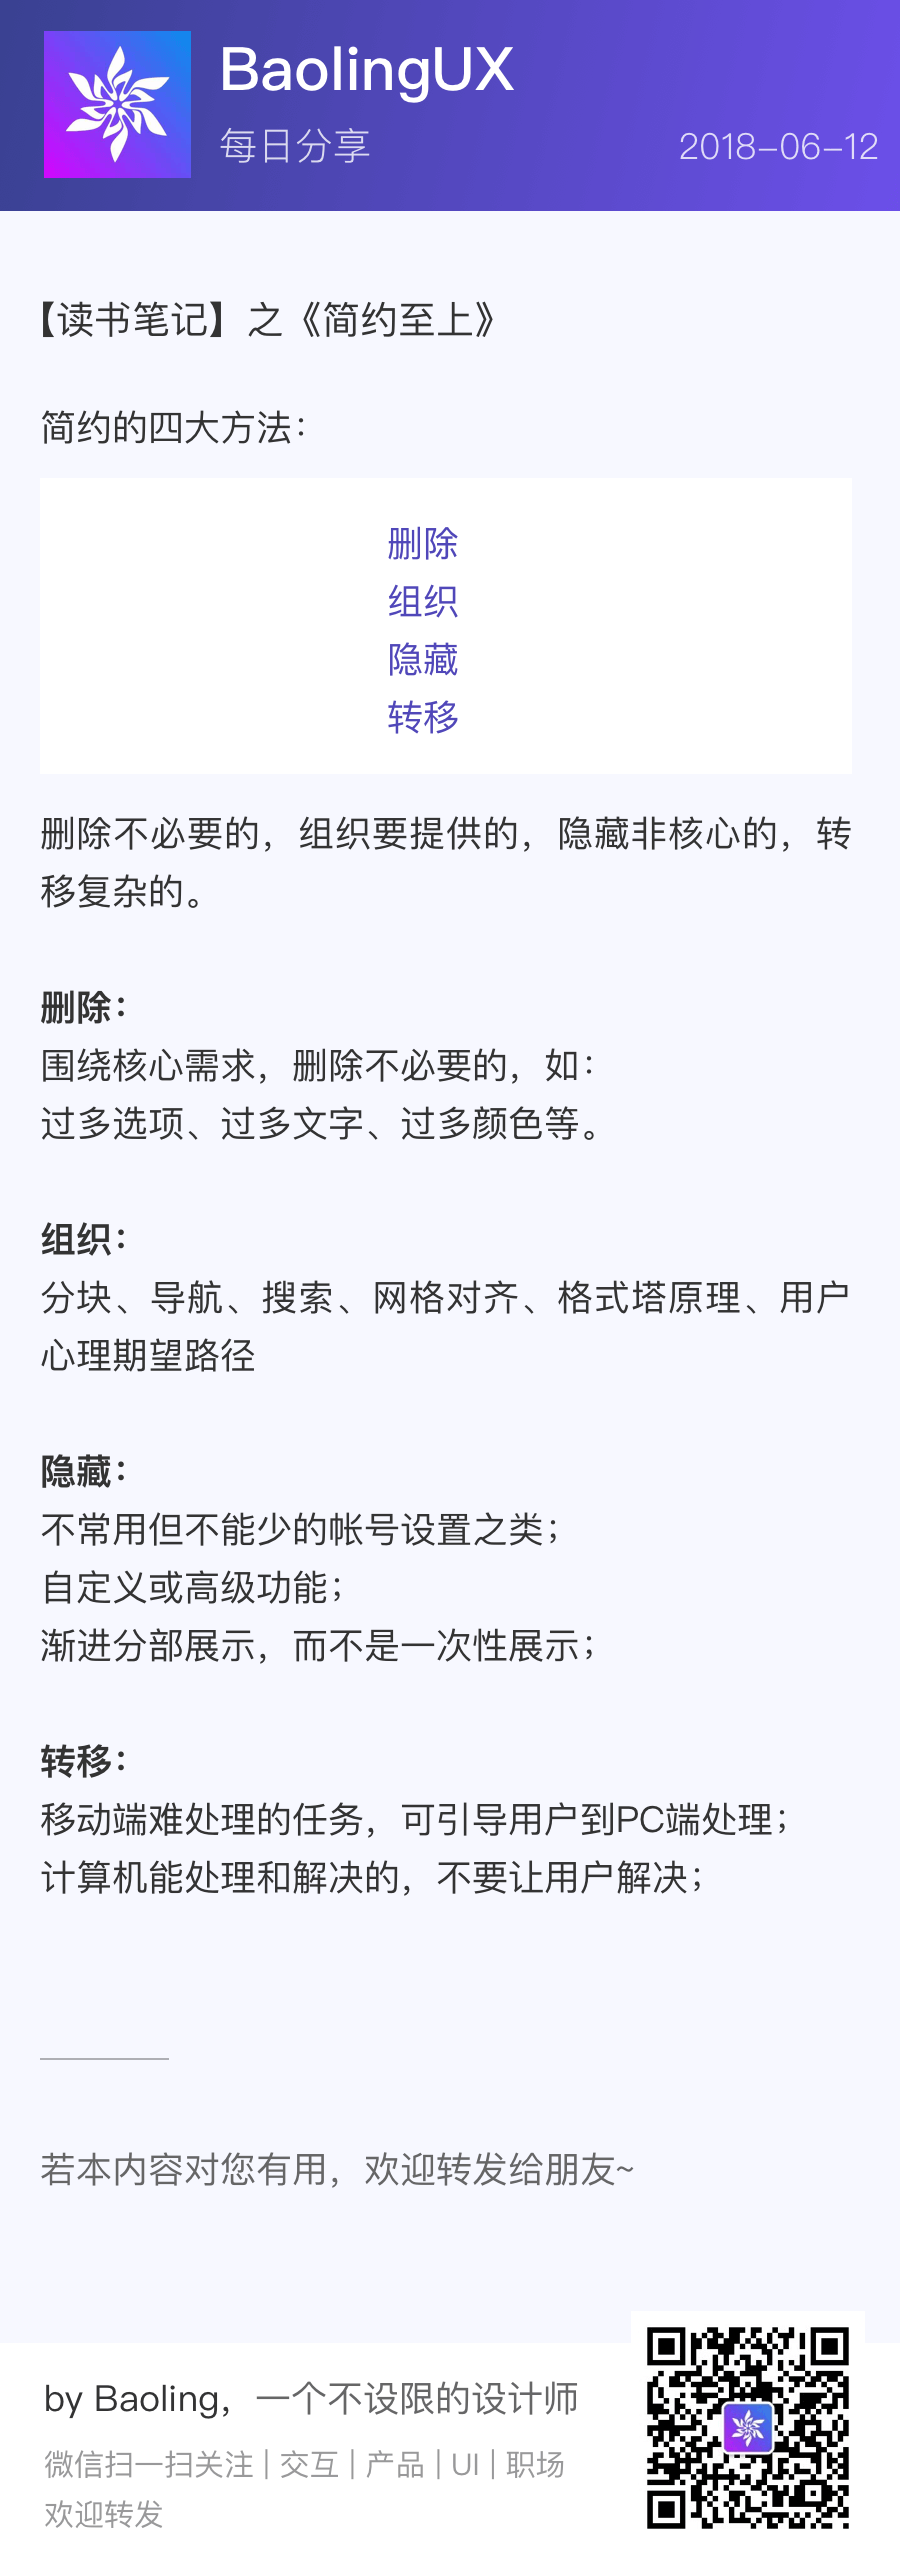 BaolingUX
每日分享
2018-06-12
【读书笔记】之《简约至上》
简约的四大方法：
删除
组织
隐藏
转移
删除不必要的，组织要提供的，隐藏非核心的，转
移复杂的。
删除：
围绕核心需求，删除不必要的，如：
过多选项、过多文字、过多颜色等。
组织：
分块、导航、搜索、网格对齐、格式塔原理、用户
心理期望路径
隐藏：
不常用但不能少的帐号设置之类；
自定义或高级功能；
渐进分部展示，而不是一次性展示；
转移：
移动端难处理的任务，可引导用户到PC端处理；
计算机能处理和解决的，不要让用户解决；
若本内容对您有用，欢迎转发给朋友~
by Baoling，一个不设限的设计师
微信扫一扫关注 | 交互 | 产品 | UI | 职场
欢迎转发